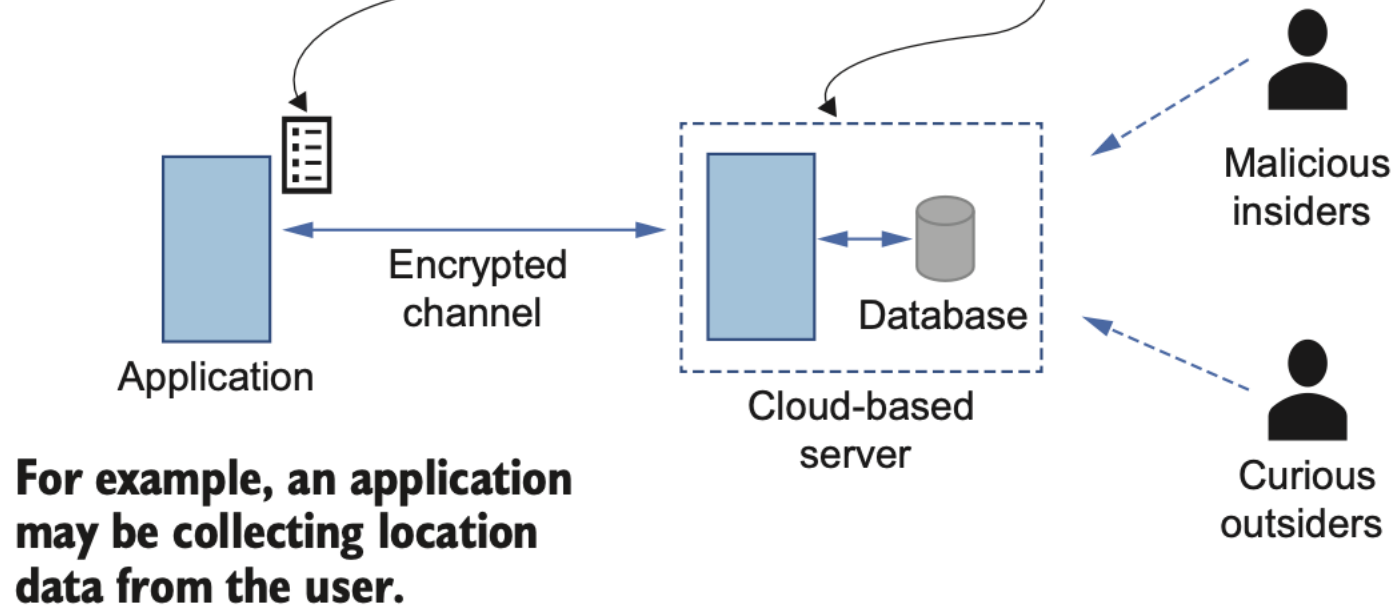 Malicious
insiders
Encrypted
channel
Database
Application
Cloud-based
server
Curious
outsiders
For example, an application
may be collecting location
data from the user.